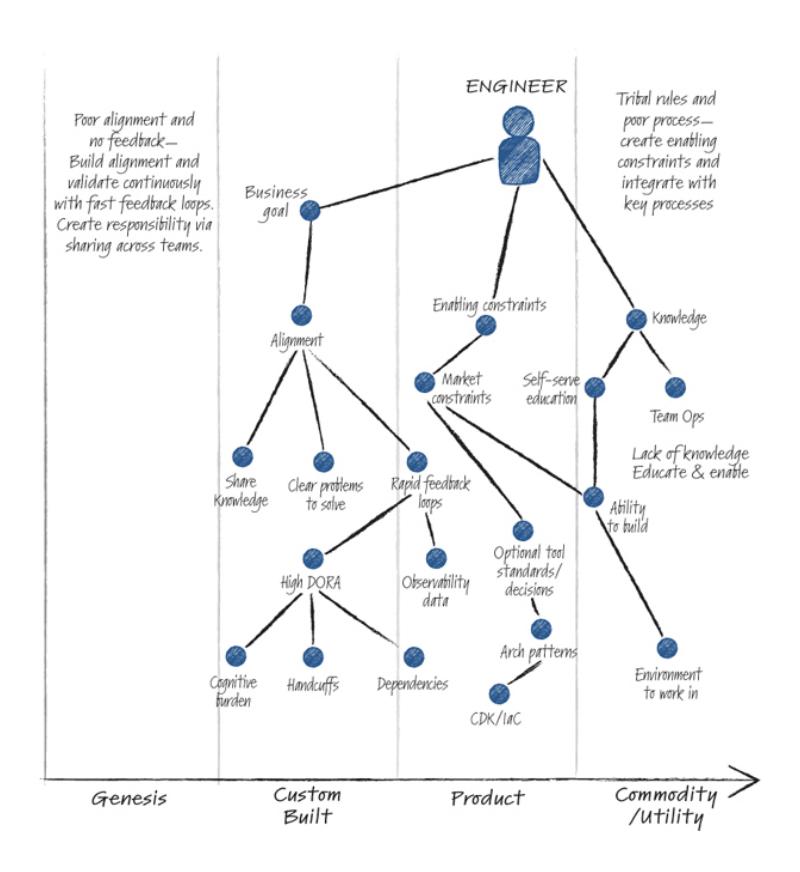 ENGINEER
Poor alignment and
no feedback—
Build alignment and
validate continuously
with fast feedback loops.
Create responsibility via
sharing across teams.
Tribal rules and
poor process—
create enabling
constraints and
integrate with
key processes
Business
goal
Enabling constraints
Knowledge
Alignment
Market
constraints
Self-serve
education
Team Ops
Lack of knowledge
Educate & enable
Share
Knowledge
Clear problems
to solve
Rapid feedback
loops
Ability
to build
Optional tool
standards/
decisions
High DORA
Observability
data
Arch patterns
Cognitive
burden
Handcuffs
Dependencies
Environment
to work in
CDK/IaC
Genesis
Custom
Built
Product
Commodity
/Utility